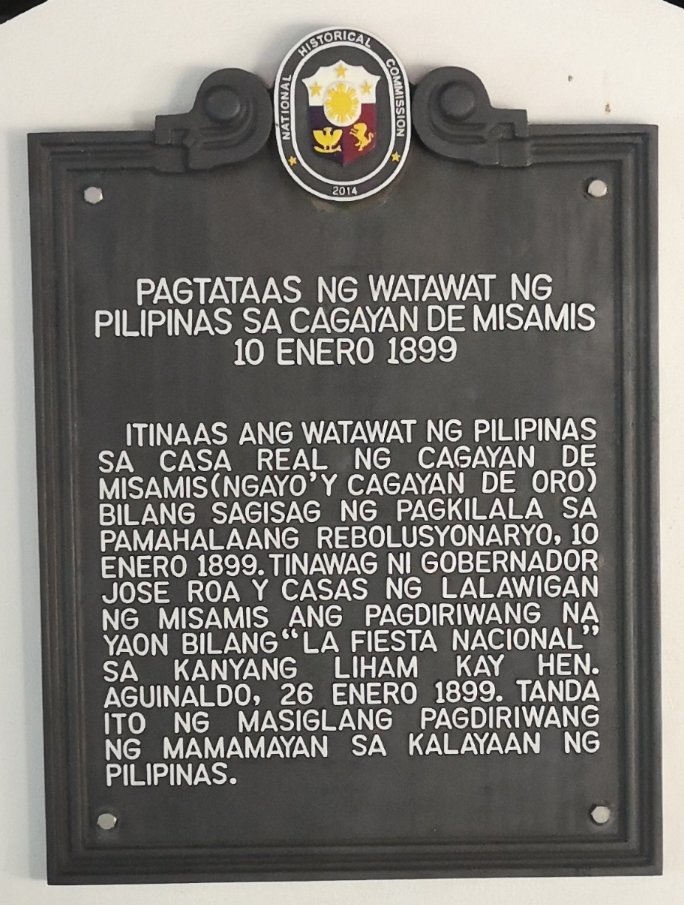 NATIONAL HISTORICAL COMMISSION
2014
PAGTATAAS NG WATAWAT NG
PILIPINAS SA CAGAYAN DE MISAMIS
10 ENERO 1899
ITINAAS ANG WATAWAT NG PILIPINAS
SA CASA REAL NG CAGAYAN DE
MISAMIS(NGAYO'Y CAGAYAN DE ORO)
BILANG SAGISAG NG PAGKILALA SA
PAMAHALAANG REBOLUSYONARYO, 10
ENERO 1899. TINAWAG NI GOBERNADOR
JOSE ROA Y CASAS NG LALAWIGAN
NG MISAMIS ANG PAGDIRIWANG NA
YAON BILANG "LA FIESTA NACIONAL"
SA KANYANG LIHAM KAY HEN.
AGUINALDO, 26 ENERO 1899. TANDA
ITO NG MASIGLANG PAGDIRIWANG
NG MAMAMAYAN SA KALAYAAN NG
PILIPINAS.